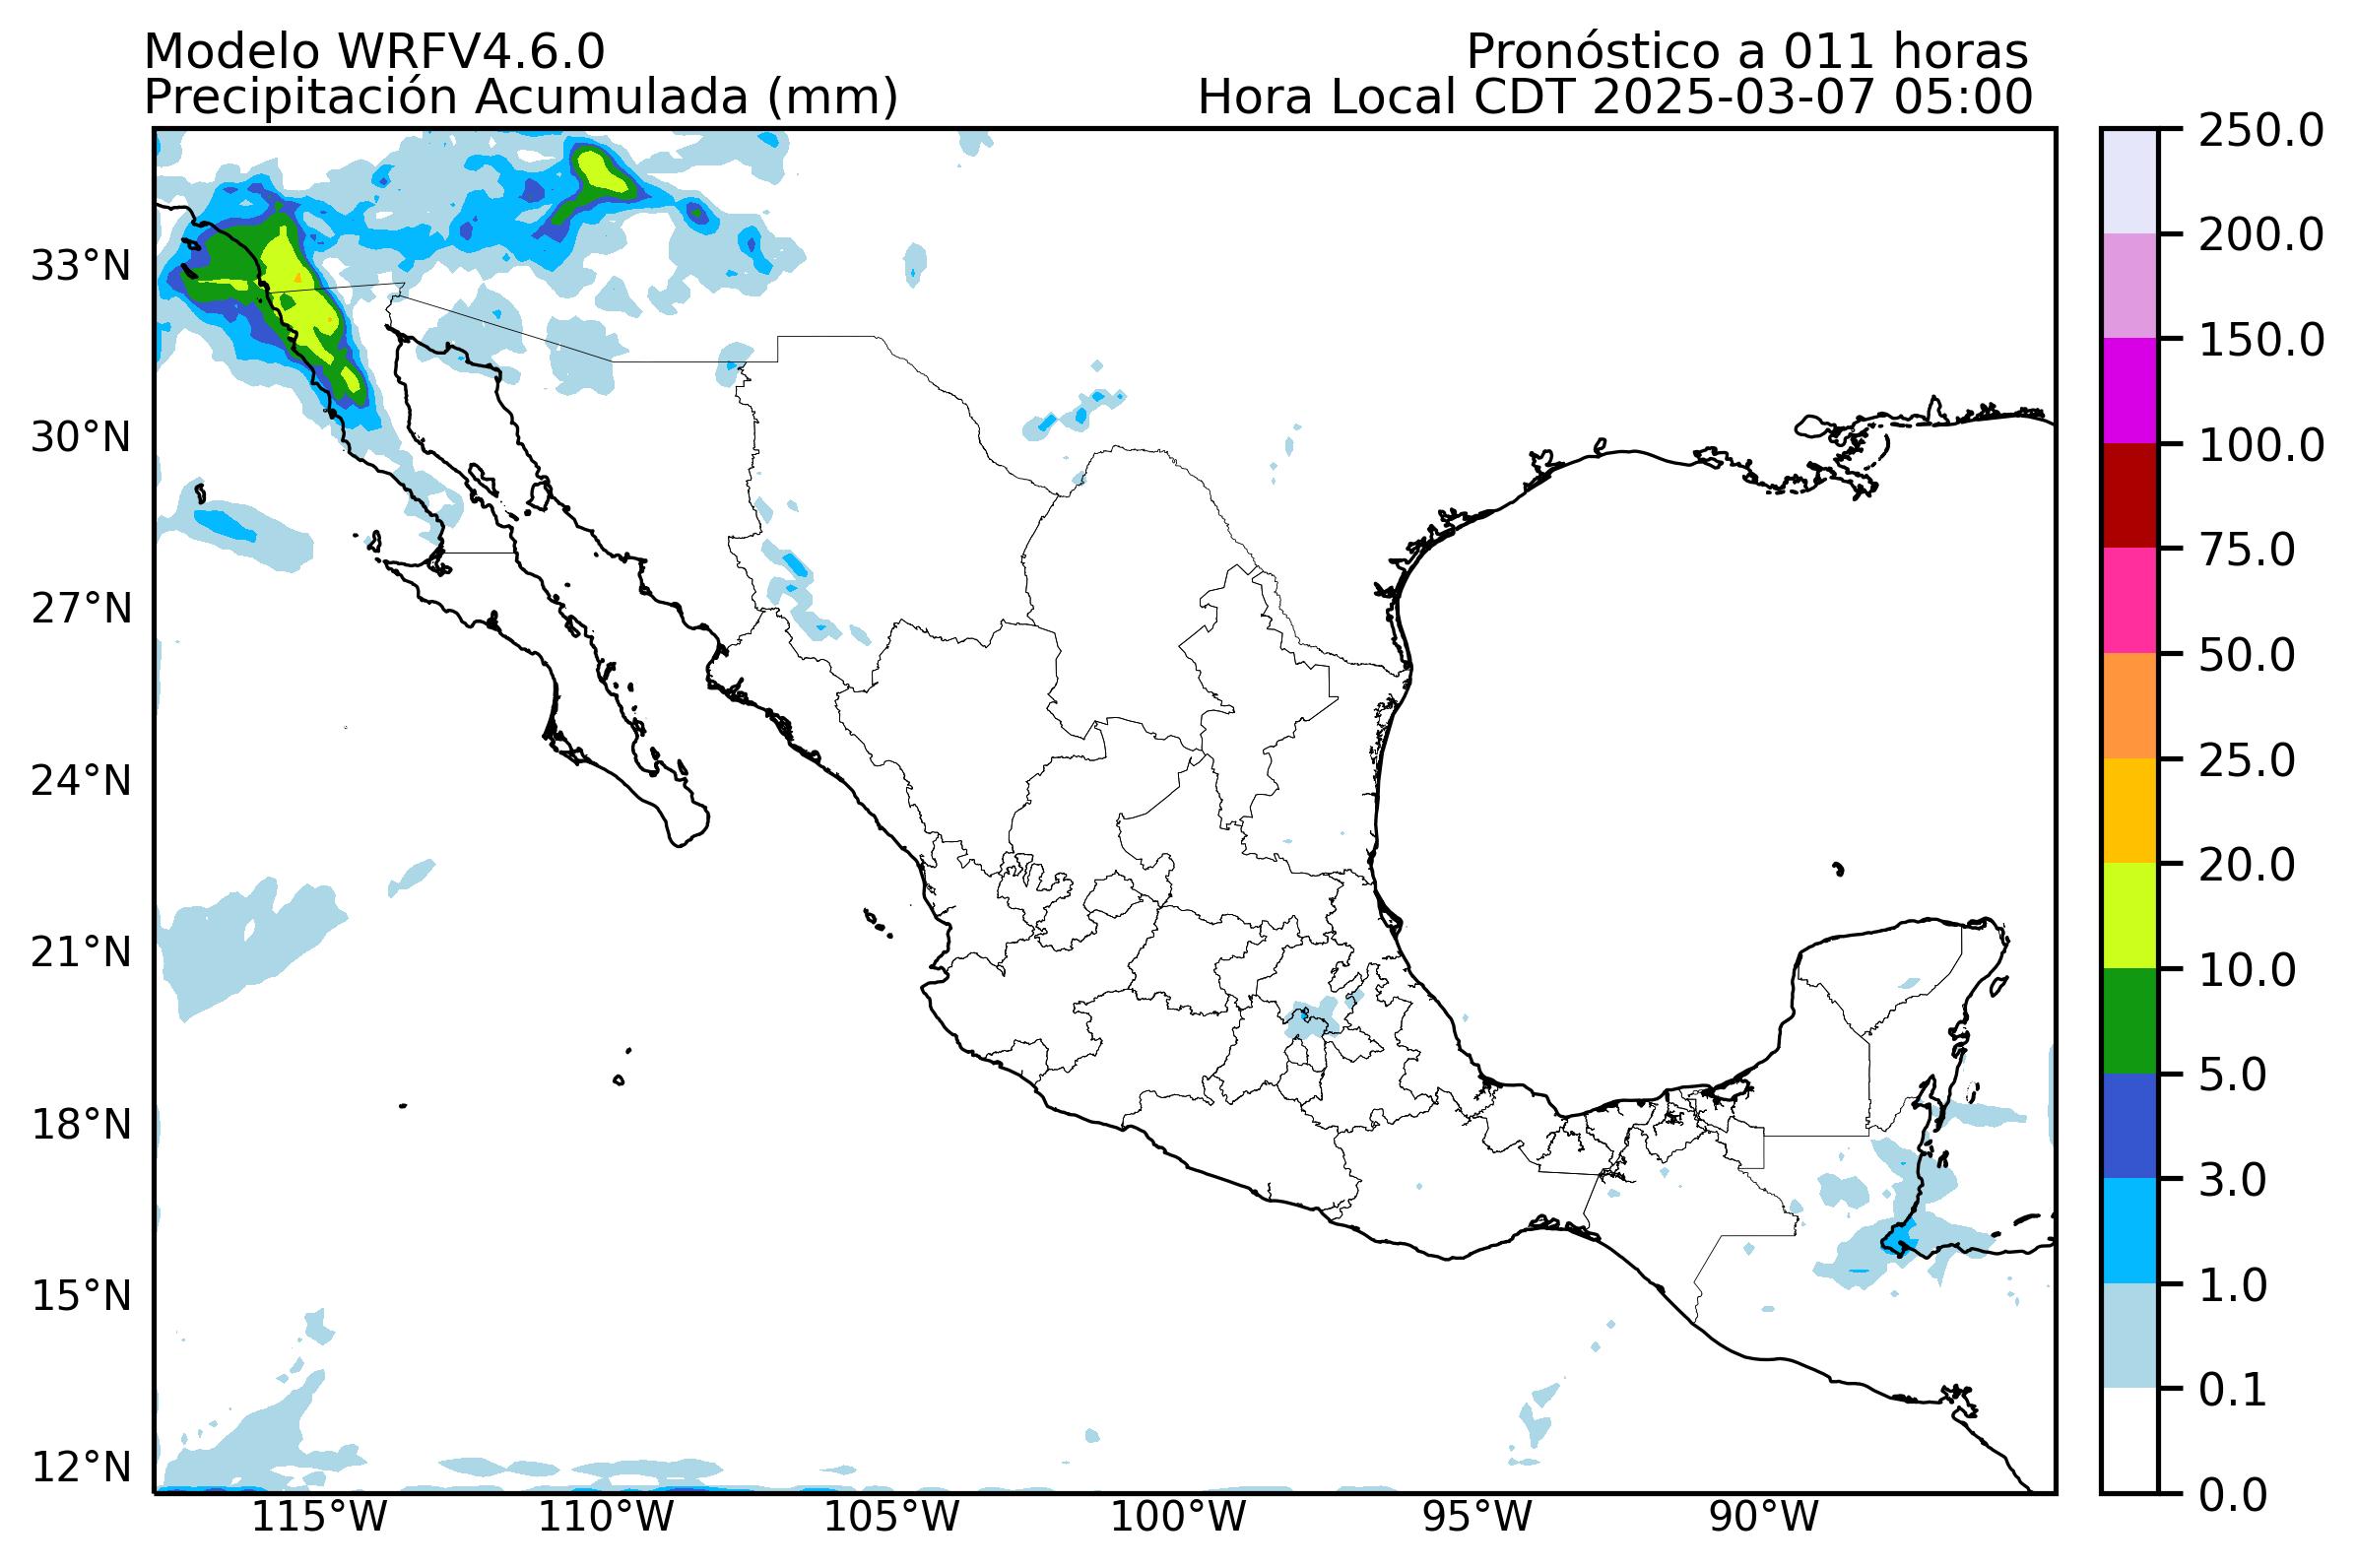 Modelo WRFV4.6.0
Pronóstico a 011 horas
Precipitación Acumulada (mm)
Hora Local CDT 2025-03-07 05:00
33°N
30°N
27°N
24°N
21°N
18°N
15°N
12°N
115°W
110°W
105°W
100°W
95°W
90°W
250.0
200.0
150.0
100.0
75.0
50.0
25.0
20.0
10.0
5.0
3.0
1.0
0.1
0.0